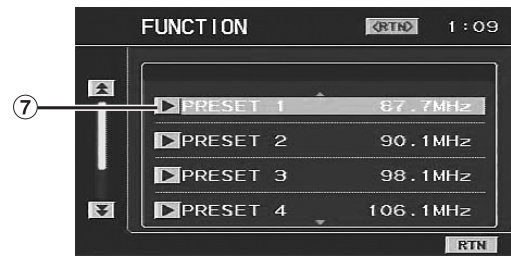 FUNCTION <RTN> 1:09
7 PRESET 1 87.7MHz
PRESET 2 90.1MHz
PRESET 3 98.1MHz
PRESET 4 106.1MHz
RTN